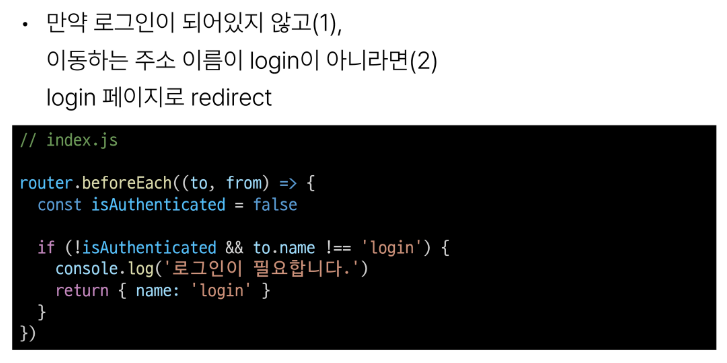 • 만약 로그인이 되어있지 않고(1),
이동하는 주소 이름이 login이 아니라면(2)
login 페이지로 redirect
// index.js
router.beforeEach((to, from) => {
  const isAuthenticated = false
  if (!isAuthenticated && to.name !== 'login') {
    console.log('로그인이 필요합니다.')
    return { name: 'login' }
  }
})